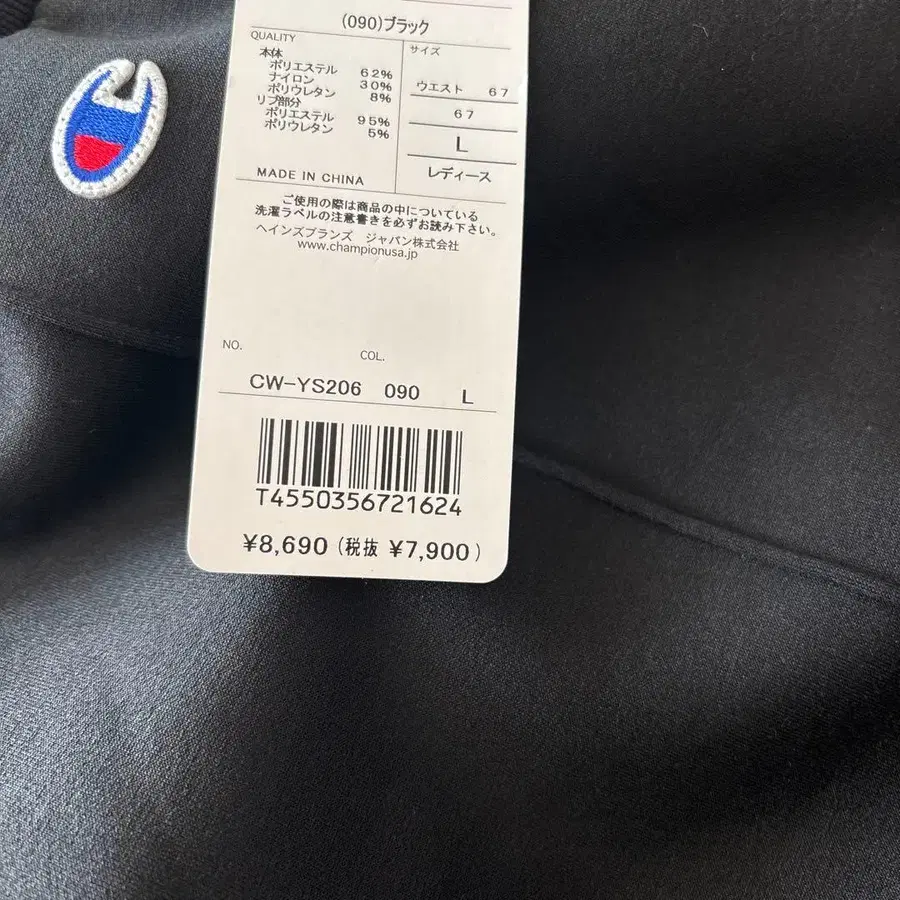 (090)ブラック
QUALITY
本体
ポリエステル 62%
ナイロン 30%
ポリウレタン 8%
リブ部分
ポリエステル 95%
ポリウレタン 5%
MADE IN CHINA
サイズ
ウエスト 67
67
L
レディース
ご使用の際は商品の中についている
洗濯ラベルの注意書きを必ずお読み下さい。
ヘインズブランズ ジャパン株式会社
www.championusa.jp
NO.
COL.
CW-YS206 090 L
T4550356721624
¥8,690 (税抜 ¥7,900)